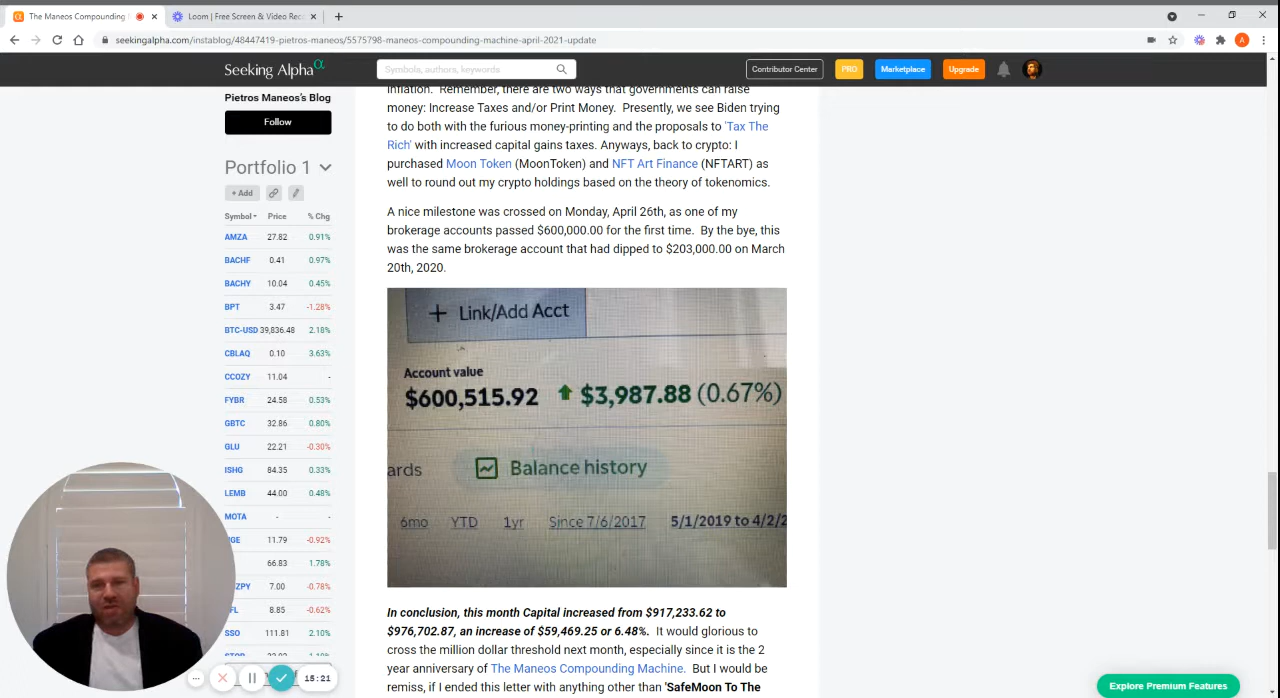 The Maneos Compounding
Loom | Free Screen & Video Rec
seekingalpha.com/instablog/48447419-pietros-maneos/5575798-maneos-compounding-machine-april-2021-update
A
Seeking Alpha α
Symbols, authors, keywords
Contributor Center
PRO
Marketplace
Upgrade
Pietros Maneos's Blog
Follow
Portfolio 1
+ Add
Symbol Price % Chg
AMZA 27.82 0.91%
BACHF 0.41 0.97%
BACHY 10.04 0.45%
BPT 3.47 -1.28%
BTC-USD 39,836.48 2.18%
CBLAQ 0.10 3.63%
CCOZY 11.04 -
FYBR 24.58 0.53%
GBTC 32.86 0.80%
GLU 22.21 -0.30%
ISHG 84.35 0.33%
LEMB 44.00 0.48%
MOTA - -
GE 11.79 -0.92%
66.83 1.78%
ZPY 7.00 -0.78%
FL 8.85 -0.62%
SSO 111.81 2.10%
15:21
inflation. Remember, there are two ways that governments can raise
money: Increase Taxes and/or Print Money. Presently, we see Biden trying
to do both with the furious money-printing and the proposals to 'Tax The
Rich' with increased capital gains taxes. Anyways, back to crypto: I
purchased Moon Token (MoonToken) and NFT Art Finance (NFTART) as
well to round out my crypto holdings based on the theory of tokenomics.
A nice milestone was crossed on Monday, April 26th, as one of my
brokerage accounts passed $600,000.00 for the first time. By the bye, this
was the same brokerage account that had dipped to $203,000.00 on March
20th, 2020.
+ Link/Add Acct
Account value
$600,515.92 $3,987.88 (0.67%)
ards Balance history
6mo YTD 1yr Since 7/6/2017 5/1/2019 to 4/2/2
In conclusion, this month Capital increased from $917,233.62 to
$976,702.87, an increase of $59,469.25 or 6.48%. It would glorious to
cross the million dollar threshold next month, especially since it is the 2
year anniversary of The Maneos Compounding Machine. But I would be
remiss, if I ended this letter with anything other than 'SafeMoon To The
Explore Premium Features